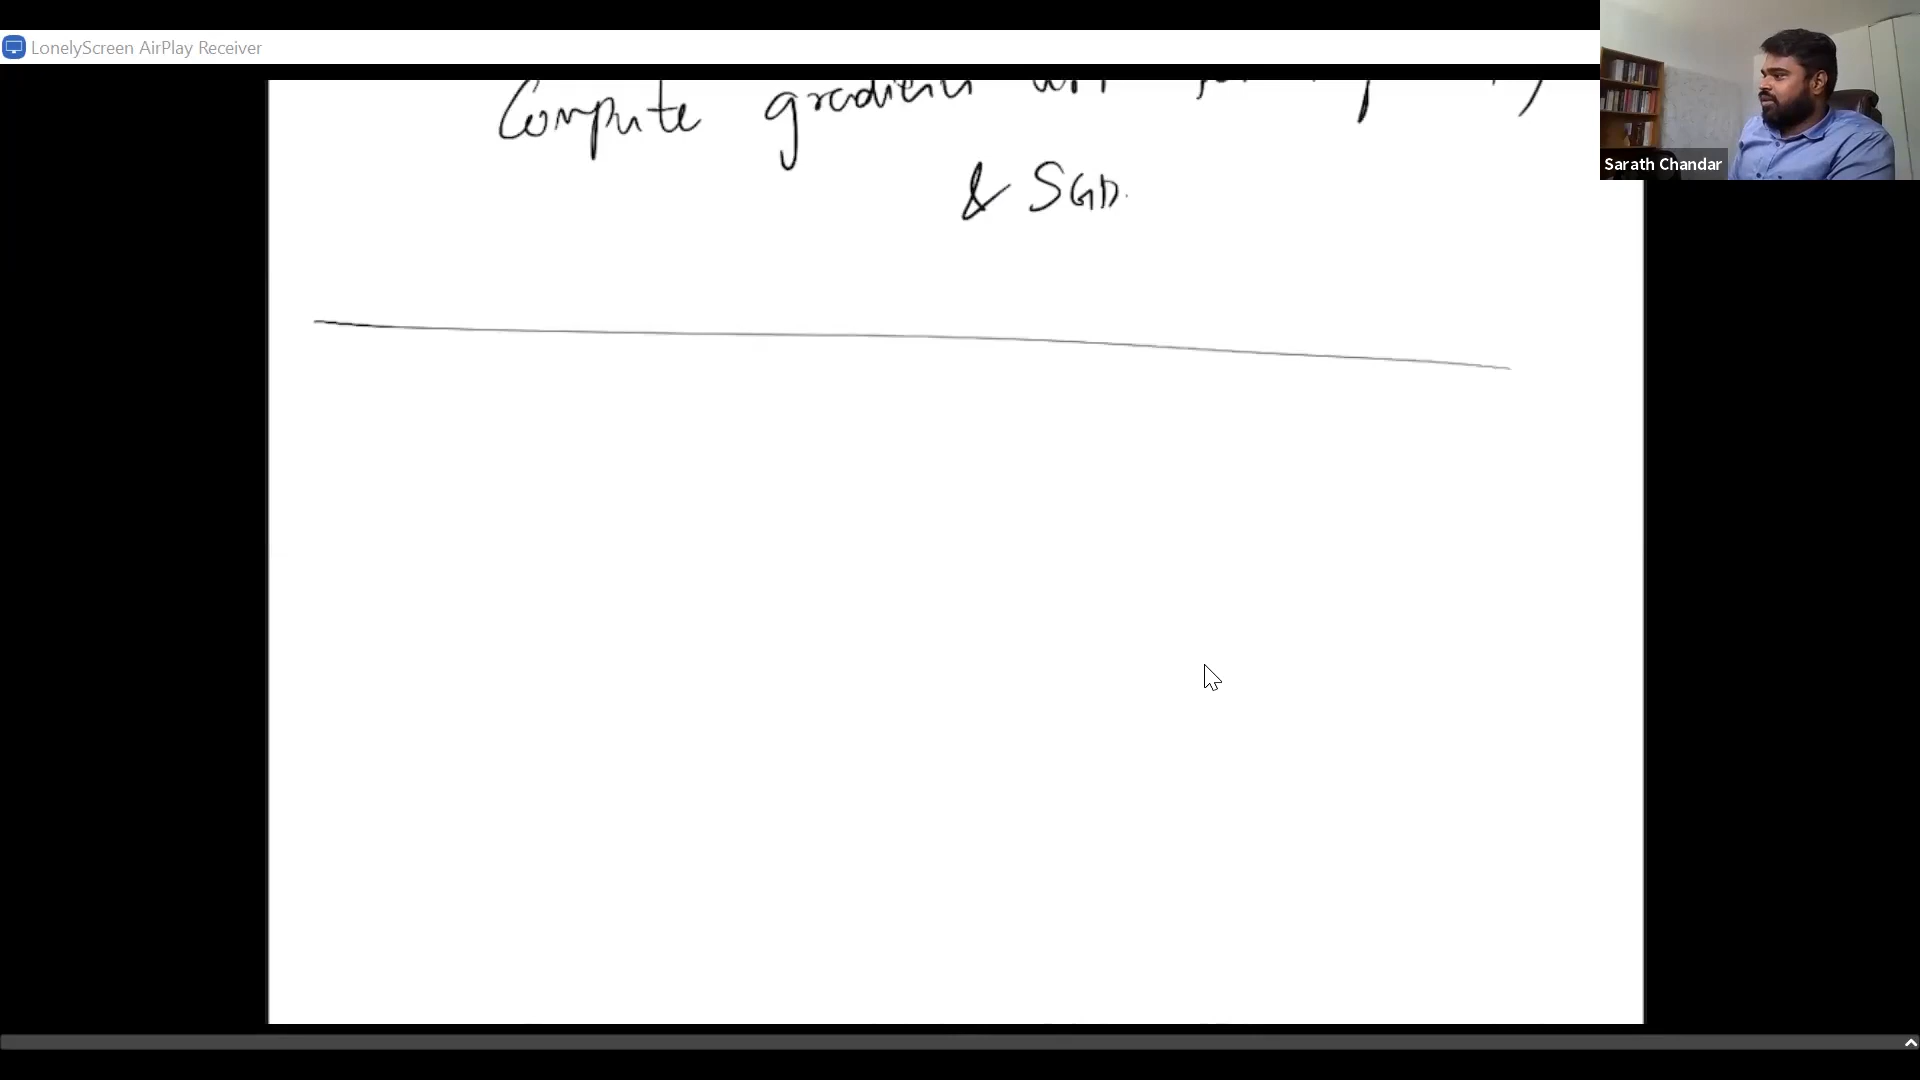 LonelyScreen AirPlay Receiver
Compute gradient
& SGD.
Sarath Chandar